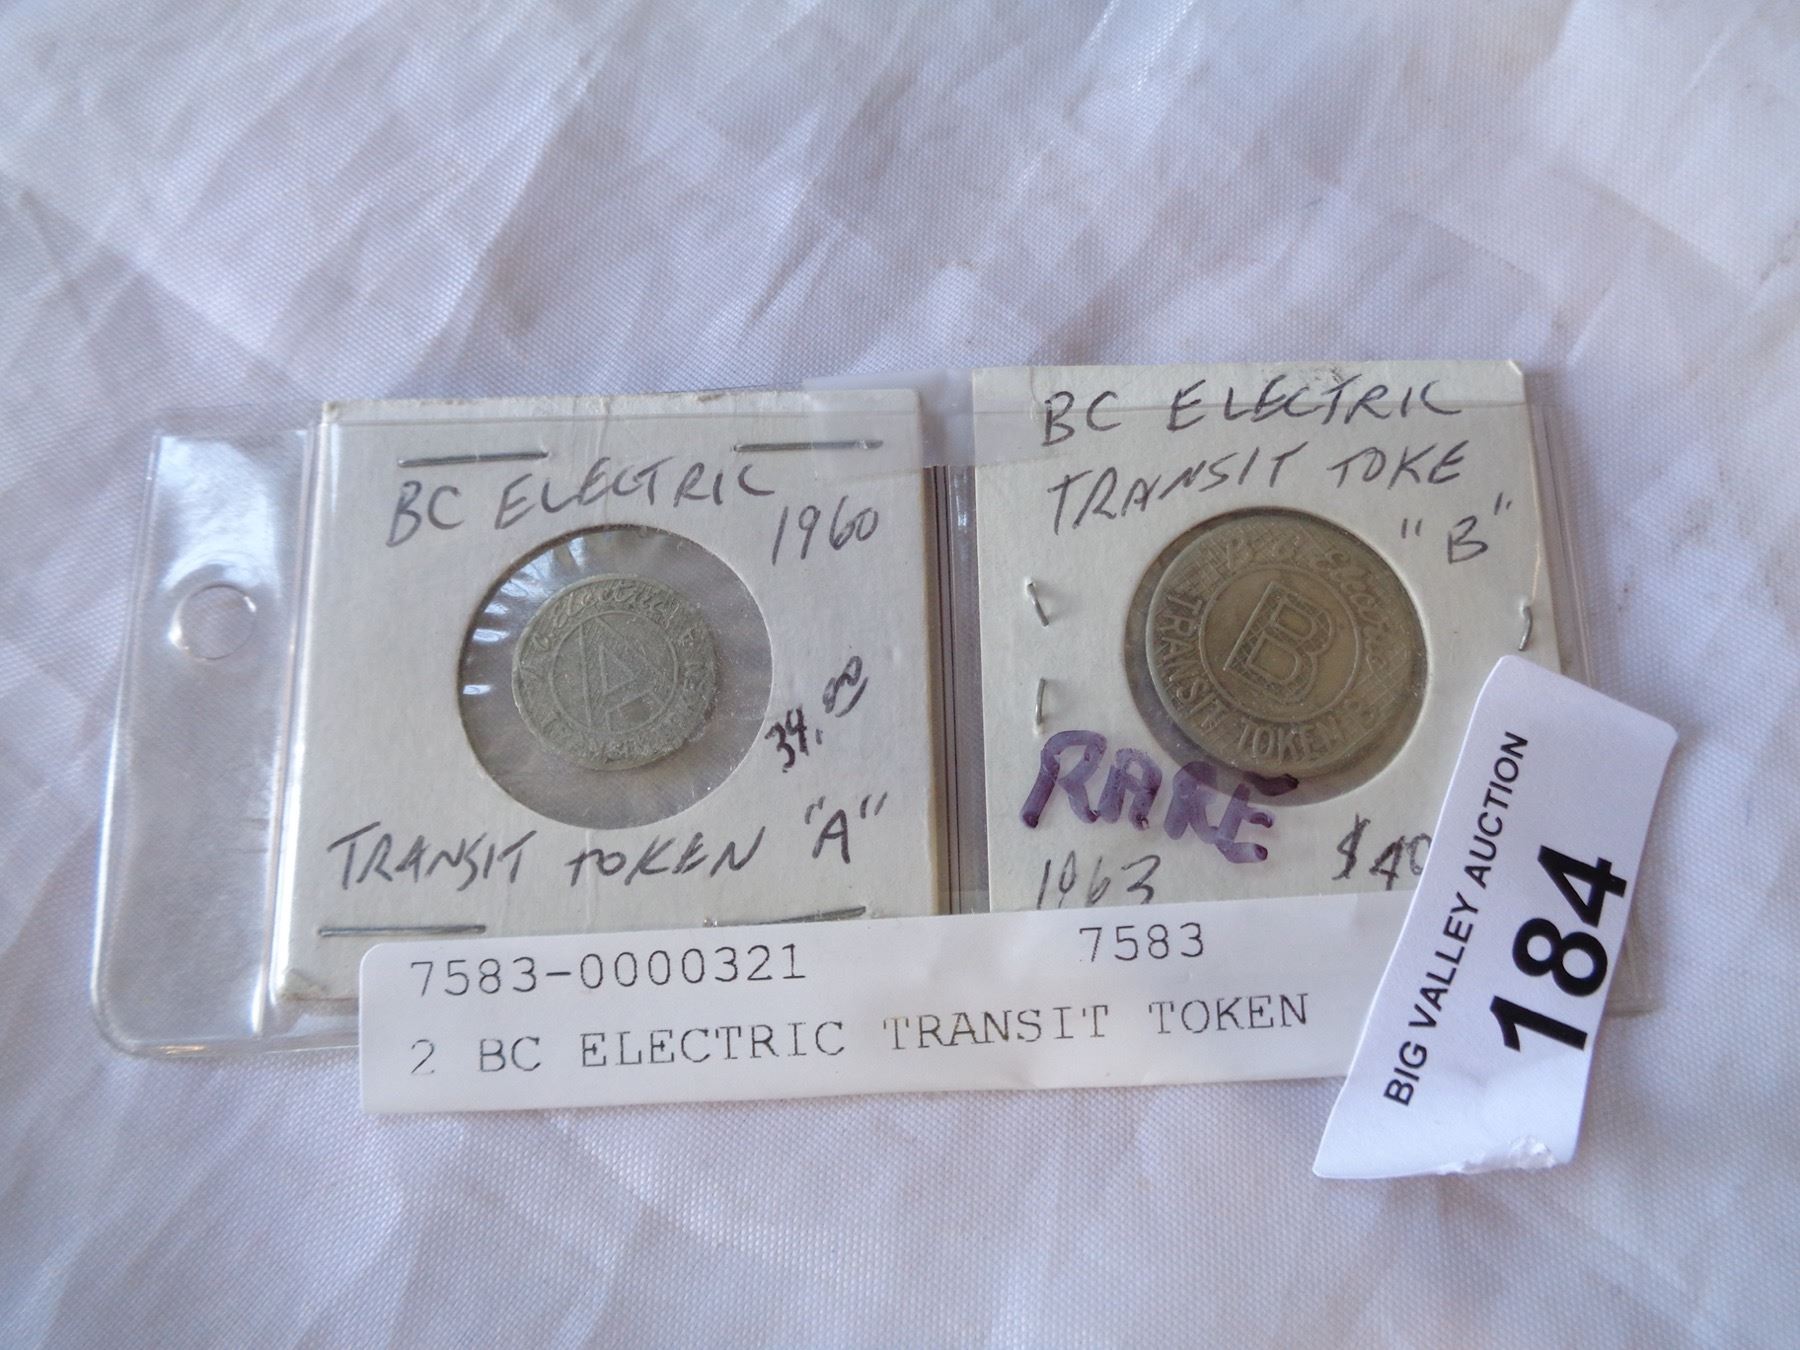 BC ELECTRIC
1960
34.00
TRANSIT TOKEN "A"
BC ELECTRIC
TRANSIT TOKE
"B"
B.C. Electric
B
TRANSIT TOKEN
RARE
1963
7583-0000321 7583
2 BC ELECTRIC TRANSIT TOKEN
BIG VALLEY AUCTION
184